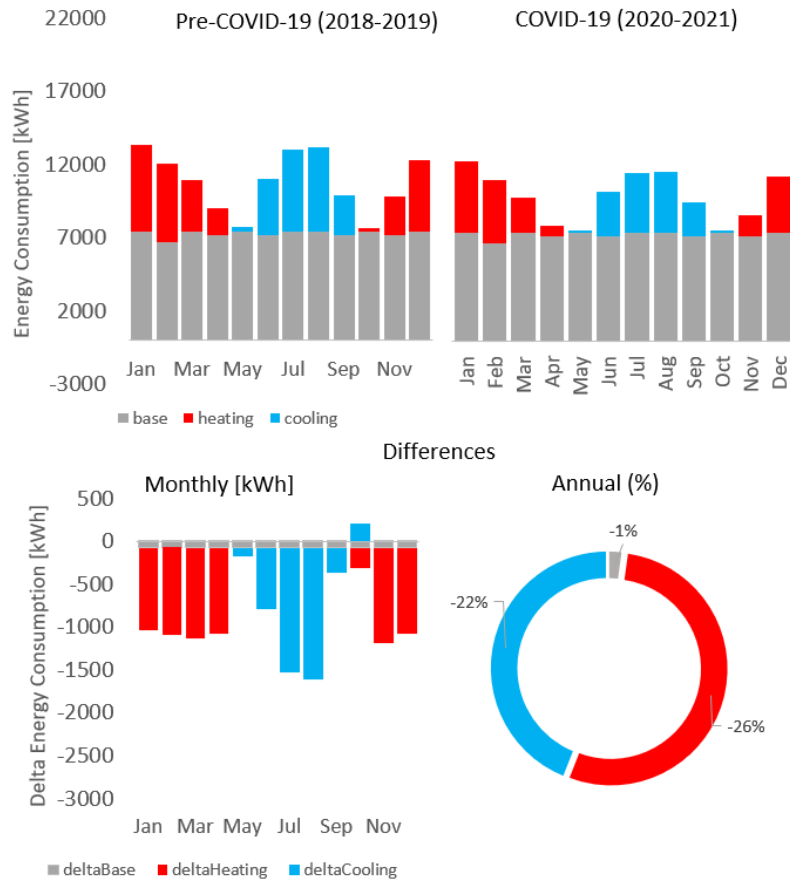 Pre-COVID-19 (2018-2019)
COVID-19 (2020-2021)
Energy Consumption [kWh]
22000
17000
12000
7000
2000
-3000
Jan Mar May Jul Sep Nov
Jan Feb Mar Apr May Jun Jul Aug Sep Oct Nov Dec
base heating cooling
Differences
Monthly [kWh]
Annual (%)
Delta Energy Consumption [kWh]
500
0
-500
-1000
-1500
-2000
-2500
-3000
Jan Mar May Jul Sep Nov
deltaBase deltaHeating deltaCooling
-1%
-22%
-26%